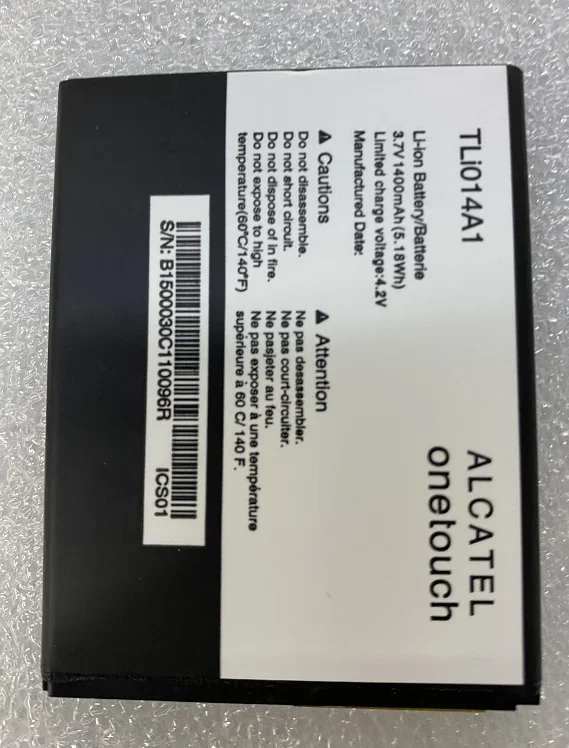 TLi014A1
ALCATEL
onetouch
Li-ion Battery/Batterie
3.7V1400mAh(5.18Wh)
Limited charge voltage:4.2V
Manufactured Date:
⚠ Cautions
Do not disassemble.
Do not short circuit.
Do not dispose of in fire.
Do not expose to high
temperature(60°C/140°F)
⚠ Attention
Ne pas desassembler.
Ne pas court-circuiter.
Ne pasjeter au feu.
Ne pas exposer à une température
supérieure à 60 C/ 140 F.
S/N: B1500030C110096R
ICS01